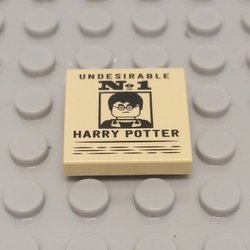 UNDESIRABLE
Nº1
HARRY POTTER